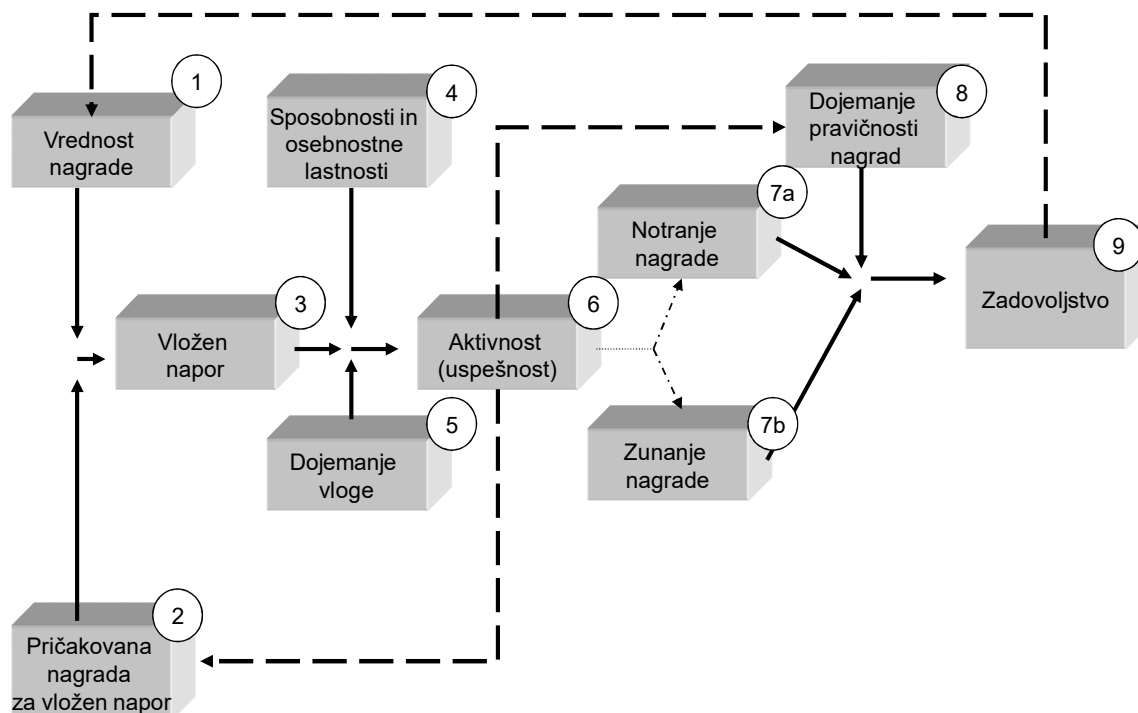 1
Vrednost
nagrade
2
Pričakovana
nagrada
za vložen napor
3
Vložen
napor
4
Sposobnosti in
osebnostne
lastnosti
5
Dojemanje
vloge
6
Aktivnost
(uspešnost)
7a
Notranje
nagrade
7b
Zunanje
nagrade
8
Dojemanje
pravičnosti
nagrad
9
Zadovoljstvo